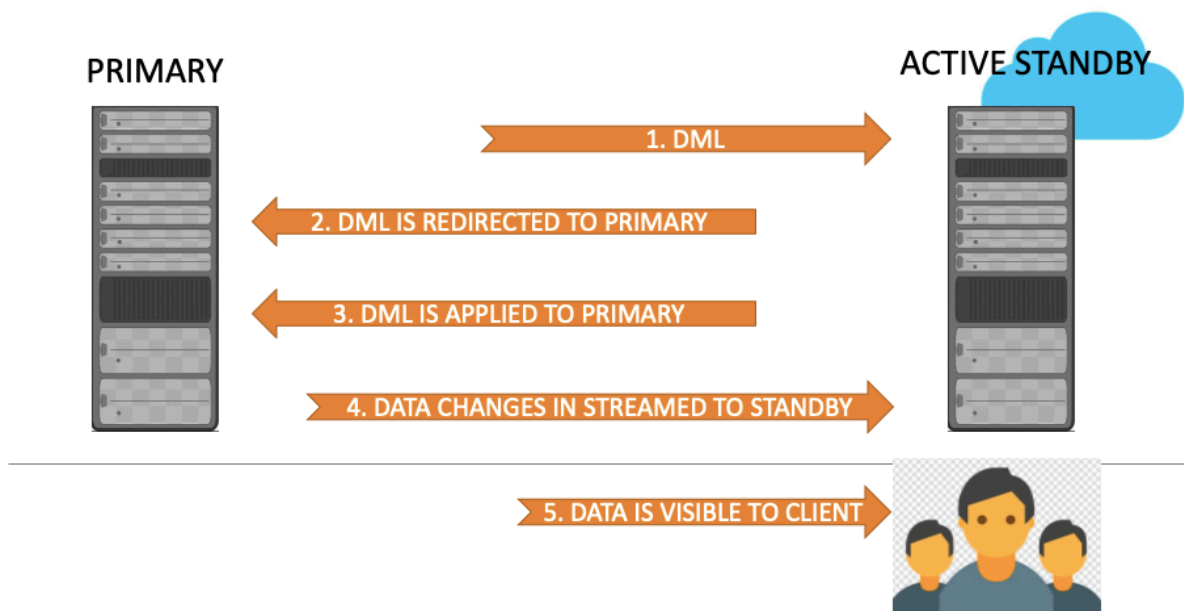 PRIMARY
ACTIVE STANDBY
1. DML
2. DML IS REDIRECTED TO PRIMARY
3. DML IS APPLIED TO PRIMARY
4. DATA CHANGES IN STREAMED TO STANDBY
5. DATA IS VISIBLE TO CLIENT